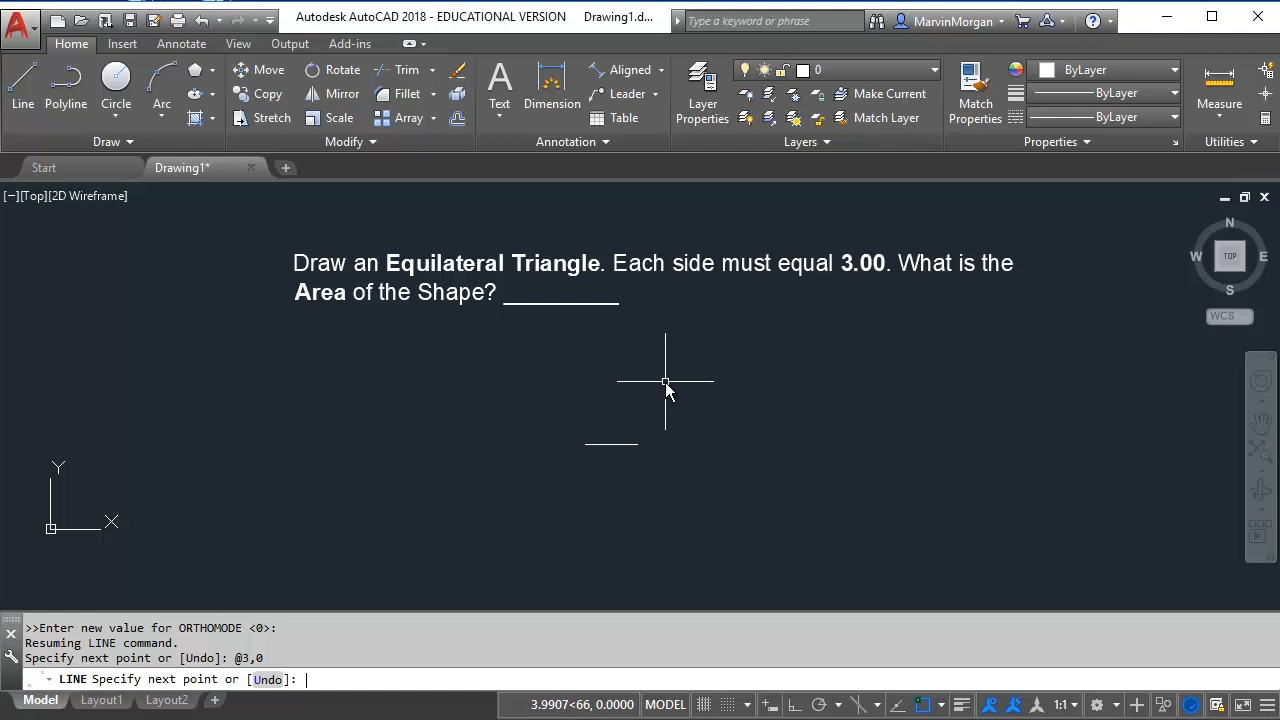 Autodesk AutoCAD 2018 - EDUCATIONAL VERSION Drawing1.d...
Type a keyword or phrase
MarvinMorgan
Home Insert Annotate View Output Add-ins
Line Polyline Circle Arc
Move Rotate Trim
Copy Mirror Fillet
Stretch Scale Array
Text Dimension
Aligned
Leader
Table
Layer
Properties
0
Make Current
Match Layer
Match
Properties
ByLayer
ByLayer
ByLayer
Measure
Draw Modify Annotation Layers Properties Utilities
Start Drawing1*
[−][Top][2D Wireframe]
N
W TOP E
S
WCS
Draw an Equilateral Triangle. Each side must equal 3.00. What is the
Area of the Shape? __________
Y
X
>>Enter new value for ORTHOMODE <0>:
Resuming LINE command.
Specify next point or [Undo]: @3,0
LINE Specify next point or [Undo]:
Model Layout1 Layout2
3.9907<66, 0.0000 MODEL 1:1